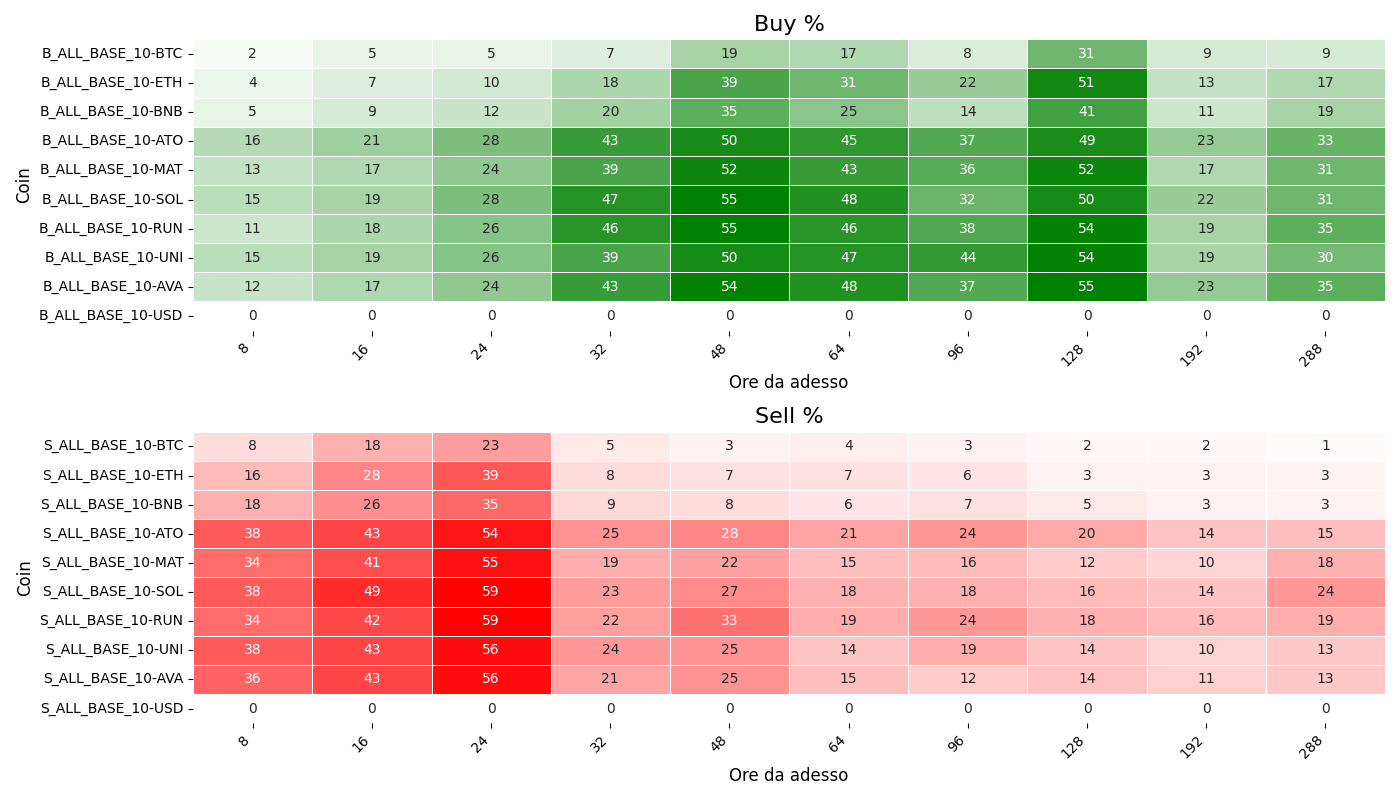 Buy %
Coin
B_ALL_BASE_10-BTC 2 5 5 7 19 17 8 31 9 9
B_ALL_BASE_10-ETH 4 7 10 18 39 31 22 51 13 17
B_ALL_BASE_10-BNB 5 9 12 20 35 25 14 41 11 19
B_ALL_BASE_10-ATO 16 21 28 43 50 45 37 49 23 33
B_ALL_BASE_10-MAT 13 17 24 39 52 43 36 52 17 31
B_ALL_BASE_10-SOL 15 19 28 47 55 48 32 50 22 31
B_ALL_BASE_10-RUN 11 18 26 46 55 46 38 54 19 35
B_ALL_BASE_10-UNI 15 19 26 39 50 47 44 54 19 30
B_ALL_BASE_10-AVA 12 17 24 43 54 48 37 55 23 35
B_ALL_BASE_10-USD 0 0 0 0 0 0 0 0 0 0
8 16 24 32 48 64 96 128 192 288
Ore da adesso
Sell %
Coin
S_ALL_BASE_10-BTC 8 18 23 5 3 4 3 2 2 1
S_ALL_BASE_10-ETH 16 28 39 8 7 7 6 3 3 3
S_ALL_BASE_10-BNB 18 26 35 9 8 6 7 5 3 3
S_ALL_BASE_10-ATO 38 43 54 25 28 21 24 20 14 15
S_ALL_BASE_10-MAT 34 41 55 19 22 15 16 12 10 18
S_ALL_BASE_10-SOL 38 49 59 23 27 18 18 16 14 24
S_ALL_BASE_10-RUN 34 42 59 22 33 19 24 18 16 19
S_ALL_BASE_10-UNI 38 43 56 24 25 14 19 14 10 13
S_ALL_BASE_10-AVA 36 43 56 21 25 15 12 14 11 13
S_ALL_BASE_10-USD 0 0 0 0 0 0 0 0 0 0
8 16 24 32 48 64 96 128 192 288
Ore da adesso